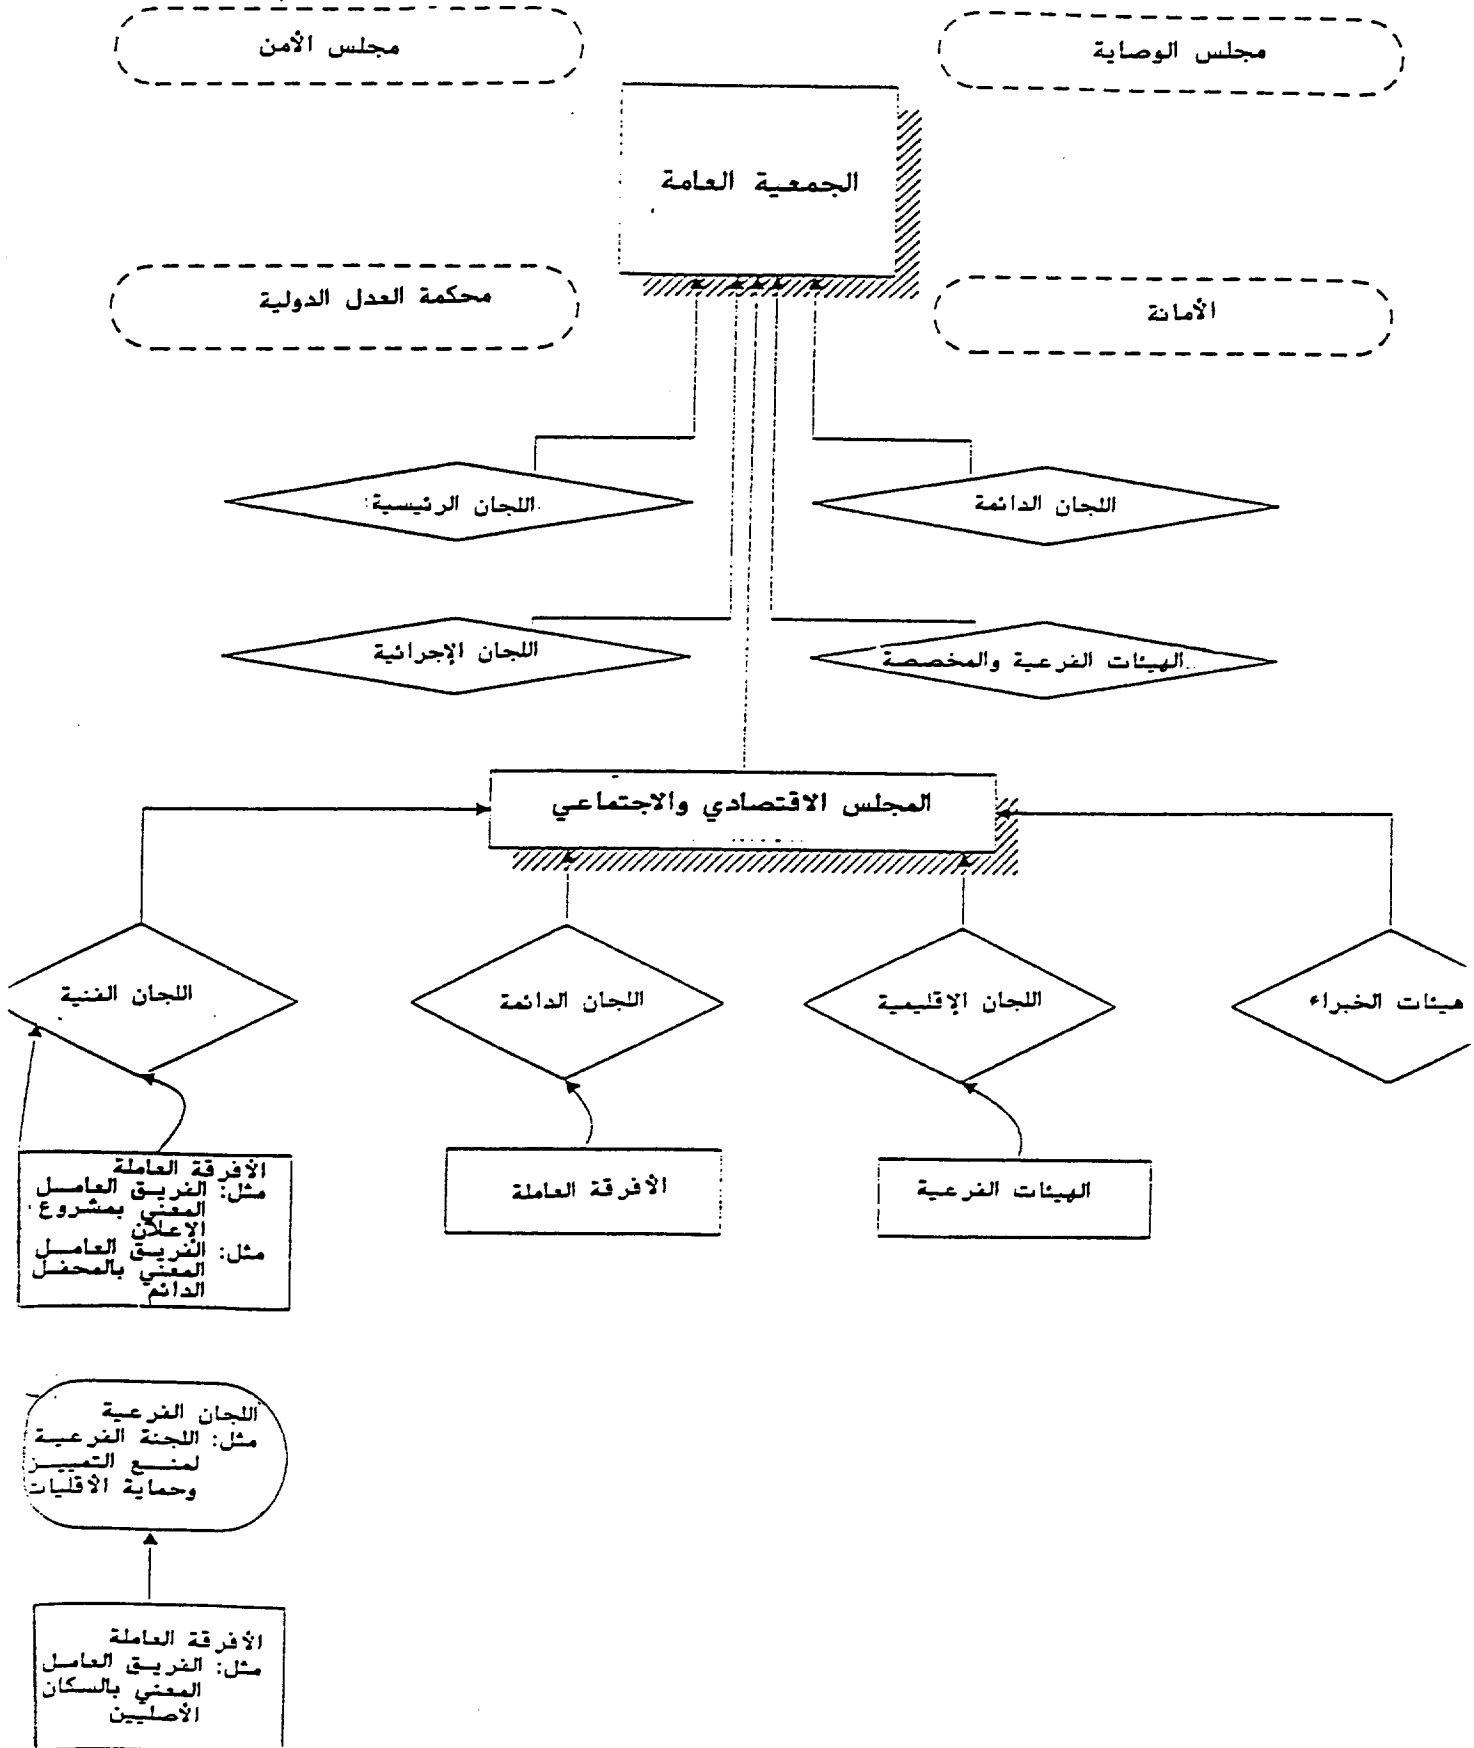 مجلس الوصاية
مجلس الأمن
الجمعية العامة
الأمانة
محكمة العدل الدولية
اللجان الدائمة
اللجان الرئيسية
الهيئات الفرعية والمخصصة
اللجان الإجرائية
المجلس الاقتصادي والاجتماعي
هيئات الخبراء
اللجان الإقليمية
اللجان الدائمة
اللجان الفنية
الهيئات الفرعية
الأفرقة العاملة
الأفرقة العاملة
مثل: الفريق العامل
المعني بمشروع
الاعلان
مثل: الفريق العامل
المعني بالمحفل
الدائم
اللجان الفرعية
مثل: اللجنة الفرعية
لمنع التمييز
وحماية الأقليات
الأفرقة العاملة
مثل: الفريق العامل
المعني بالسكان
الأصليين